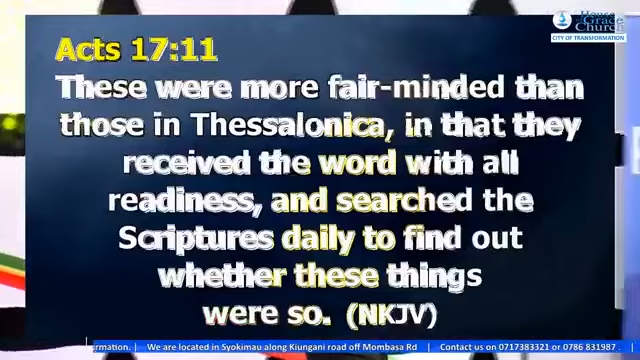 House
of Grace
Church
CITY OF TRANSFORMATION
Acts 17:11
These were more fair-minded than
those in Thessalonica, in that they
received the word with all
readiness, and searched the
Scriptures daily to find out
whether these things
were so. (NKJV)
rmation. | We are located in Syokimau along Kiungani road off Mombasa Rd | Contact us on 0717383321 or 0786 831987 .